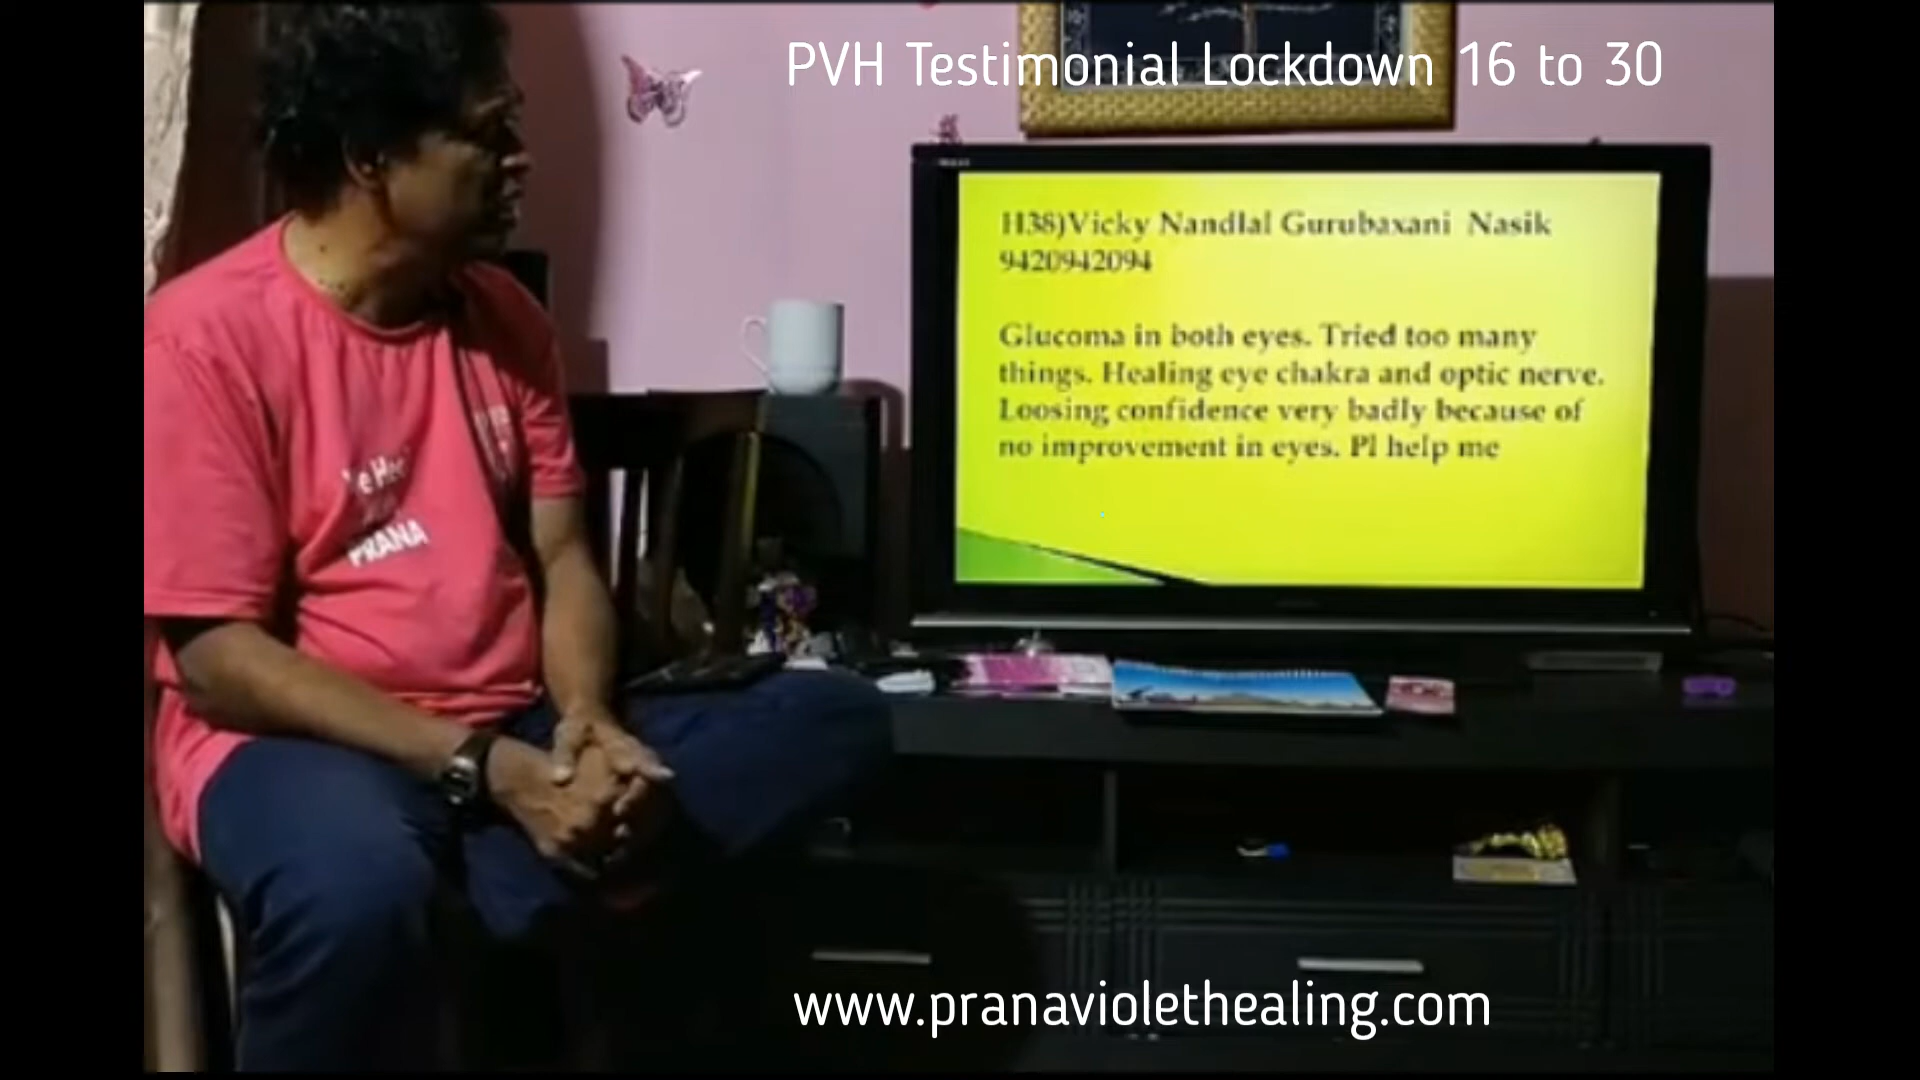 PVH Testimonial Lockdown 16 to 30
H38)Vicky Nandlal Gurubaxani Nasik
9420942094
Glucoma in both eyes. Tried too many
things. Healing eye chakra and optic nerve.
Loosing confidence very badly because of
no improvement in eyes. Pl help me
PRANA
www.pranaviolethealing.com